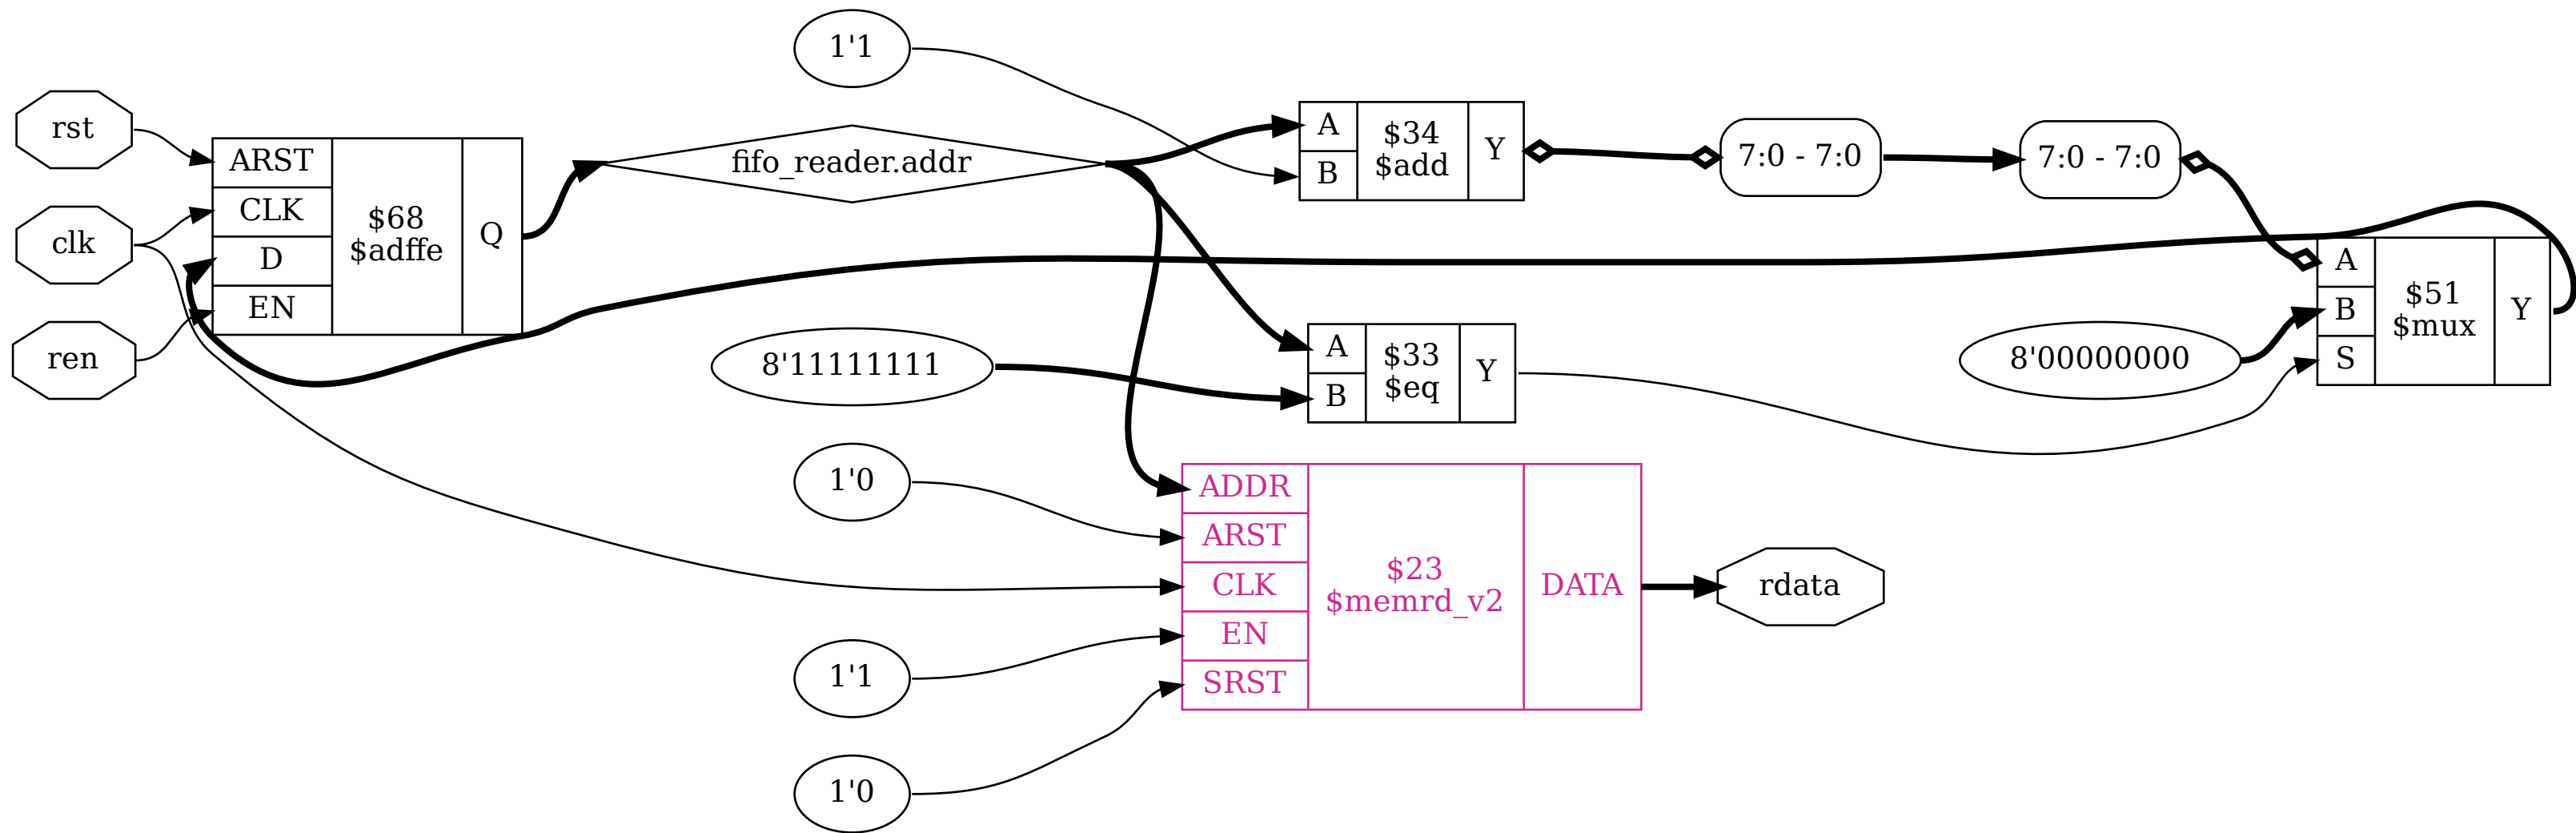 rst
clk
ren
ARST
CLK
D
EN
$68
$adffe
Q
1'1
fifo_reader.addr
8'11111111
1'0
1'1
1'0
A
B
$34
$add
Y
A
B
$33
$eq
Y
ADDR
ARST
CLK
EN
SRST
$23
$memrd_v2
DATA
7:0 - 7:0
rdata
7:0 - 7:0
8'00000000
A
B
S
$51
$mux
Y